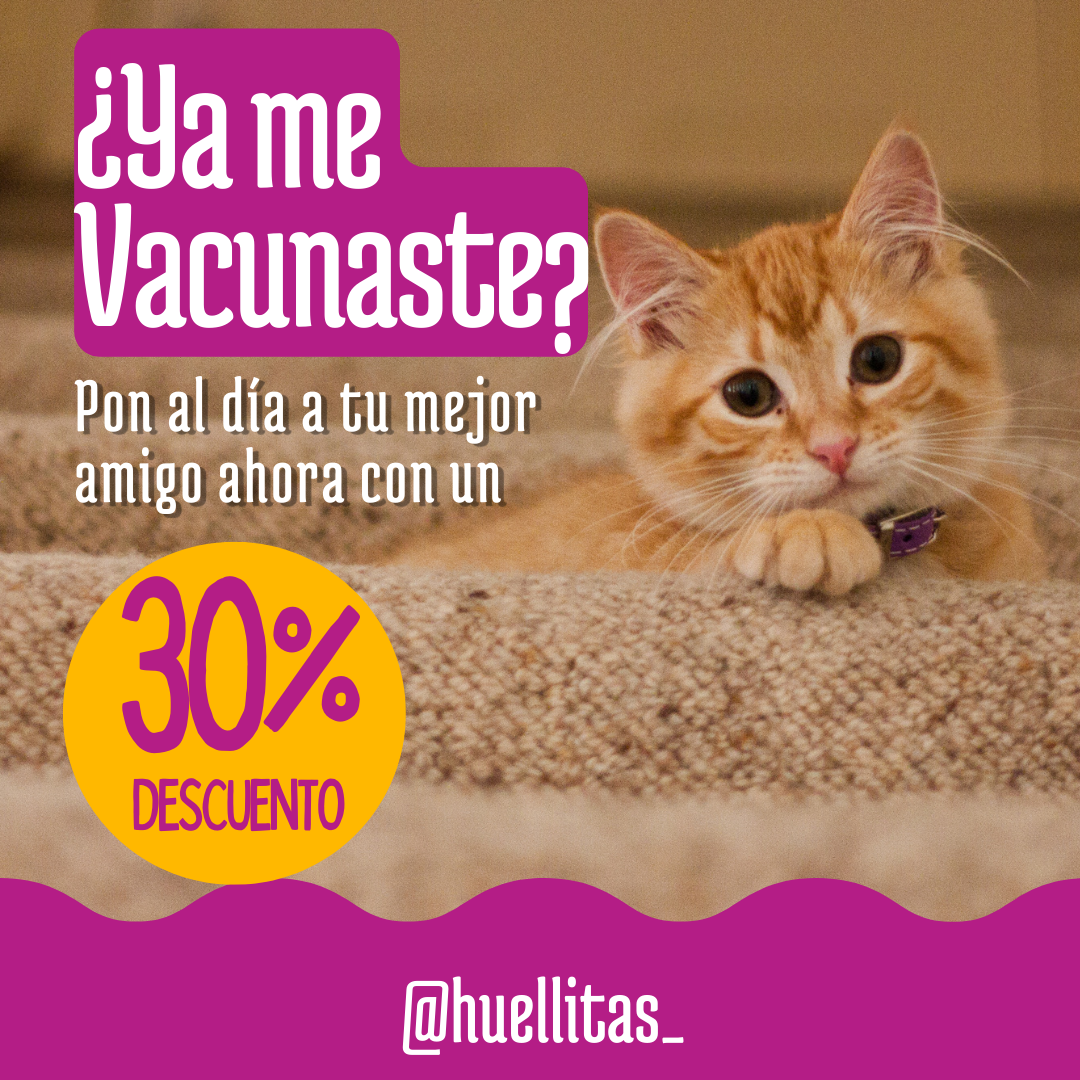 ¿Ya me
Vacunaste?
Pon al día a tu mejor
amigo ahora con un
30%
DESCUENTO
@huellitas_